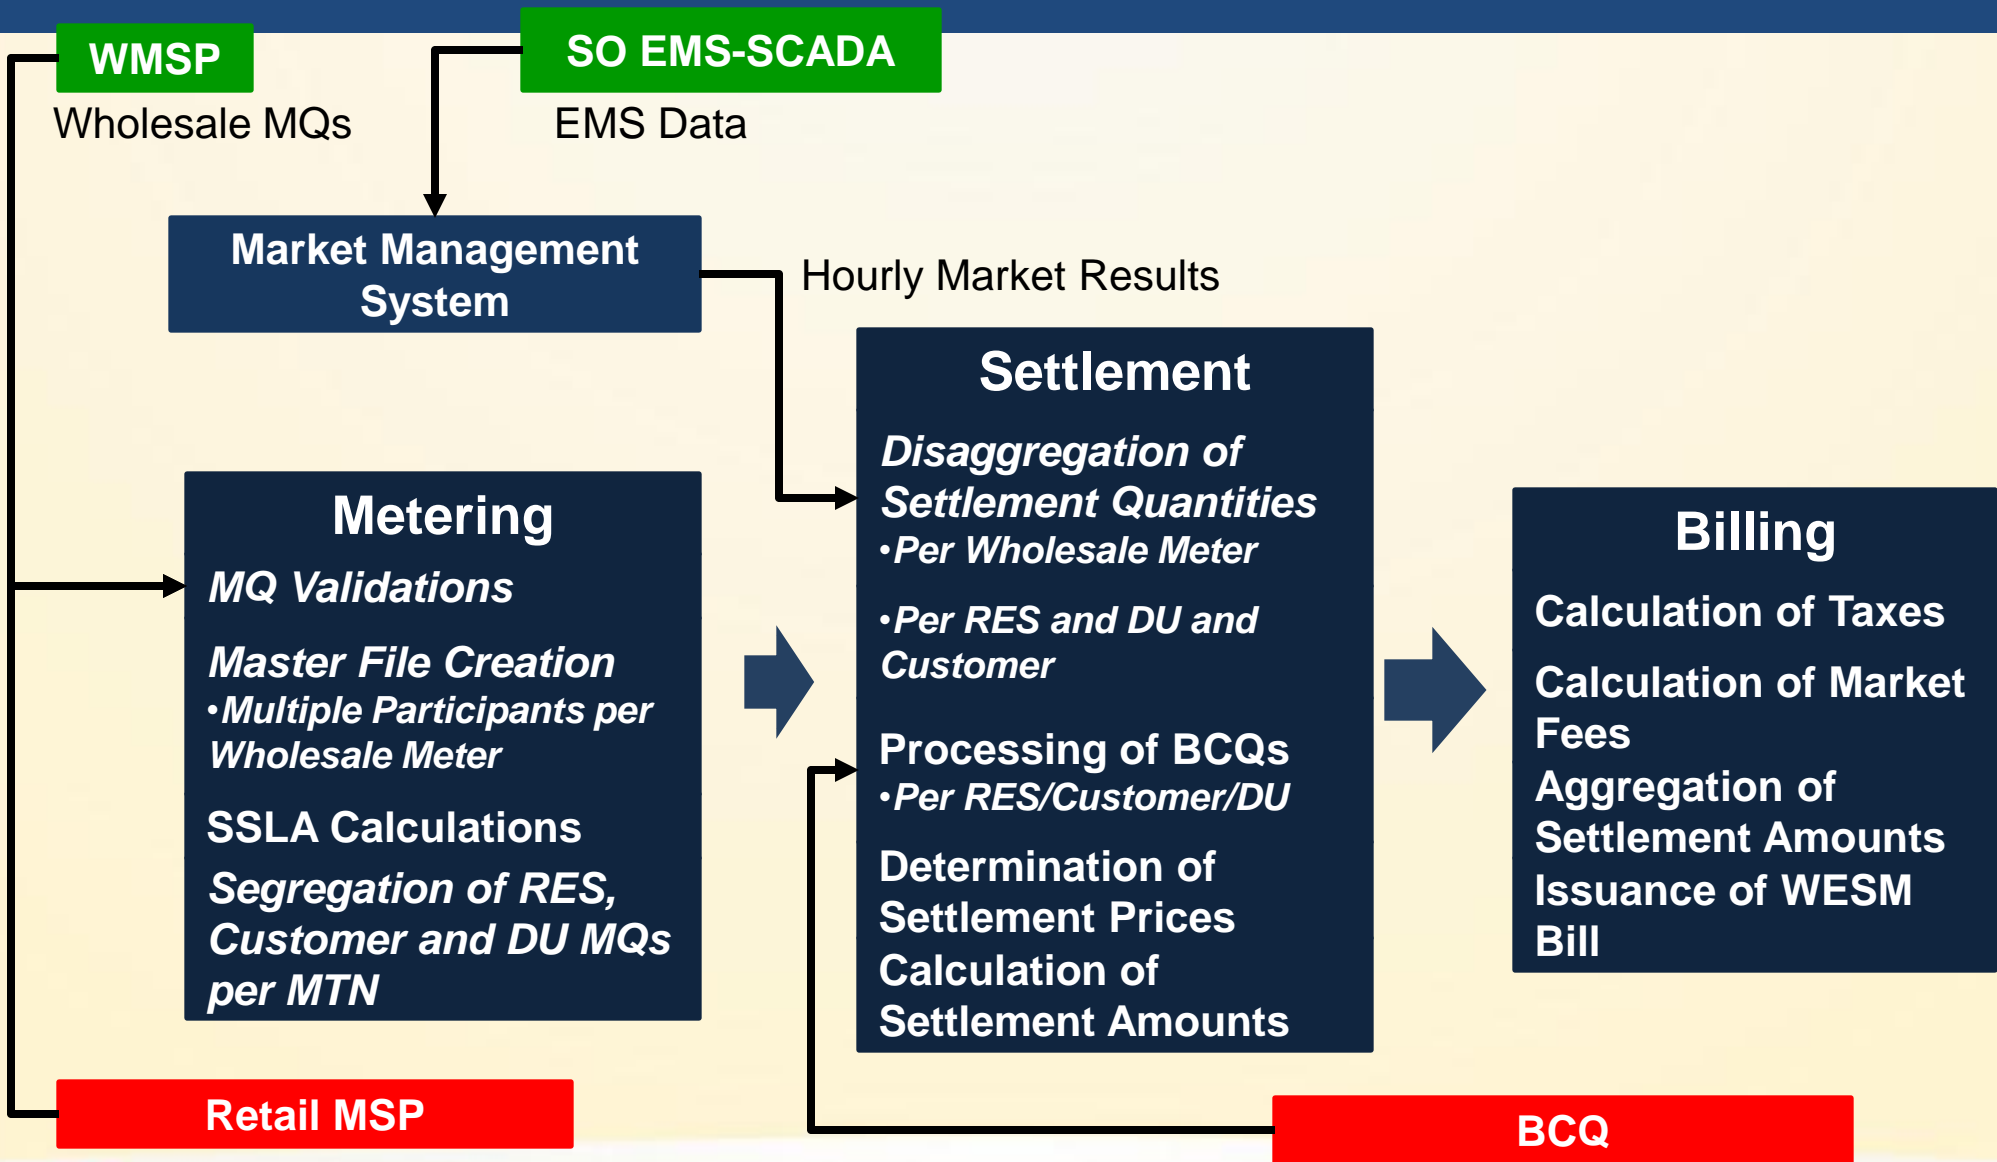 WMSP
SO EMS-SCADA
Wholesale MQs
EMS Data
Market Management
System
Hourly Market Results
Metering
MQ Validations
Master File Creation
•Multiple Participants per
Wholesale Meter
SSLA Calculations
Segregation of RES,
Customer and DU MQs
per MTN
Settlement
Disaggregation of
Settlement Quantities
•Per Wholesale Meter
•Per RES and DU and
Customer
Processing of BCQs
•Per RES/Customer/DU
Determination of
Settlement Prices
Calculation of
Settlement Amounts
Billing
Calculation of Taxes
Calculation of Market
Fees
Aggregation of
Settlement Amounts
Issuance of WESM
Bill
Retail MSP
BCQ